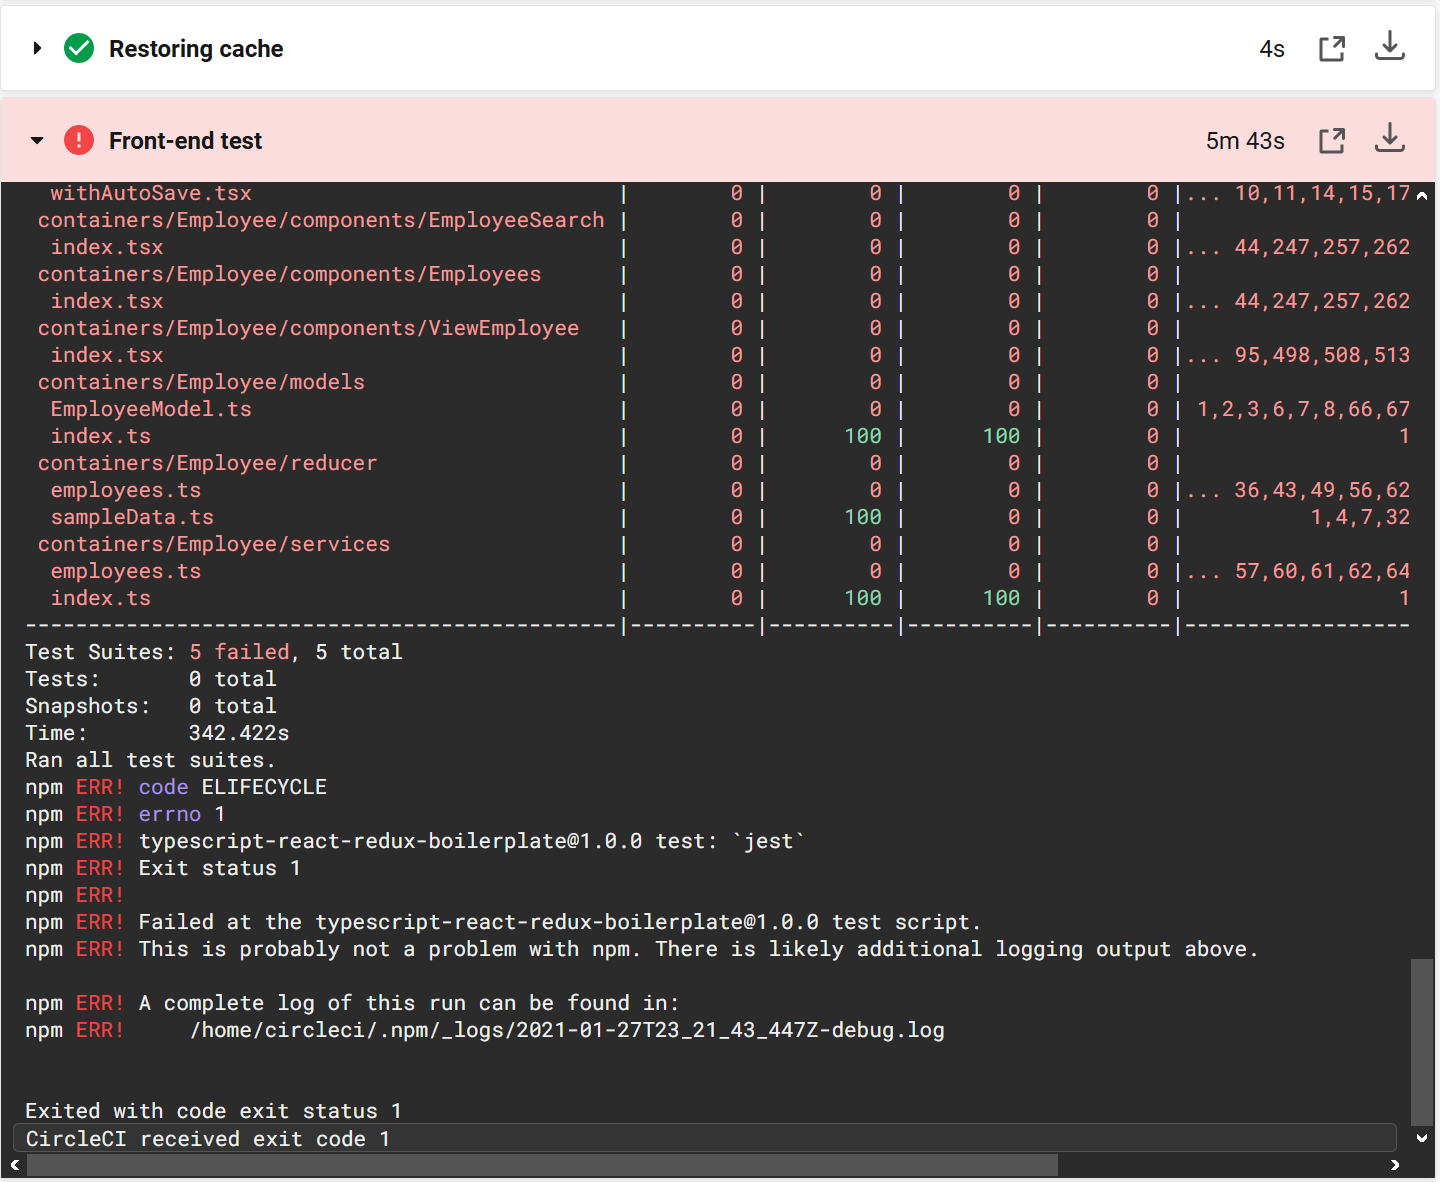 Restoring cache 4s
Front-end test 5m 43s
withAutoSave.tsx | 0 | 0 | 0 | 0 |... 10,11,14,15,17
containers/Employee/components/EmployeeSearch | 0 | 0 | 0 | 0 |
index.tsx | 0 | 0 | 0 | 0 |... 44,247,257,262
containers/Employee/components/Employees | 0 | 0 | 0 | 0 |
index.tsx | 0 | 0 | 0 | 0 |... 44,247,257,262
containers/Employee/components/ViewEmployee | 0 | 0 | 0 | 0 |
index.tsx | 0 | 0 | 0 | 0 |... 95,498,508,513
containers/Employee/models | 0 | 0 | 0 | 0 |
EmployeeModel.ts | 0 | 0 | 0 | 0 | 1,2,3,6,7,8,66,67
index.ts | 0 | 100 | 100 | 0 | 1
containers/Employee/reducer | 0 | 0 | 0 | 0 |
employees.ts | 0 | 0 | 0 | 0 |... 36,43,49,56,62
sampleData.ts | 0 | 100 | 0 | 0 | 1,4,7,32
containers/Employee/services | 0 | 0 | 0 | 0 |
employees.ts | 0 | 0 | 0 | 0 |... 57,60,61,62,64
index.ts | 0 | 100 | 100 | 0 | 1
-----------------------------------------------|----------|----------|----------|----------|------------------
Test Suites: 5 failed, 5 total
Tests: 0 total
Snapshots: 0 total
Time: 342.422s
Ran all test suites.
npm ERR! code ELIFECYCLE
npm ERR! errno 1
npm ERR! typescript-react-redux-boilerplate@1.0.0 test: `jest`
npm ERR! Exit status 1
npm ERR!
npm ERR! Failed at the typescript-react-redux-boilerplate@1.0.0 test script.
npm ERR! This is probably not a problem with npm. There is likely additional logging output above.
npm ERR! A complete log of this run can be found in:
npm ERR! /home/circleci/.npm/_logs/2021-01-27T23_21_43_447Z-debug.log
Exited with code exit status 1
CircleCI received exit code 1